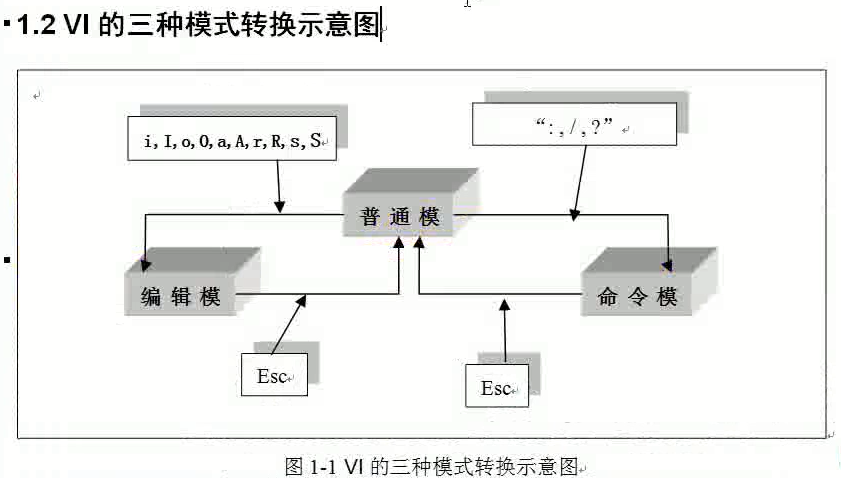 1.2 VI 的三种模式转换示意图
i,I,o,O,a,A,r,R,s,S
“:,/,?”
普通模
编辑模
命令模
Esc
Esc
图 1-1 VI 的三种模式转换示意图